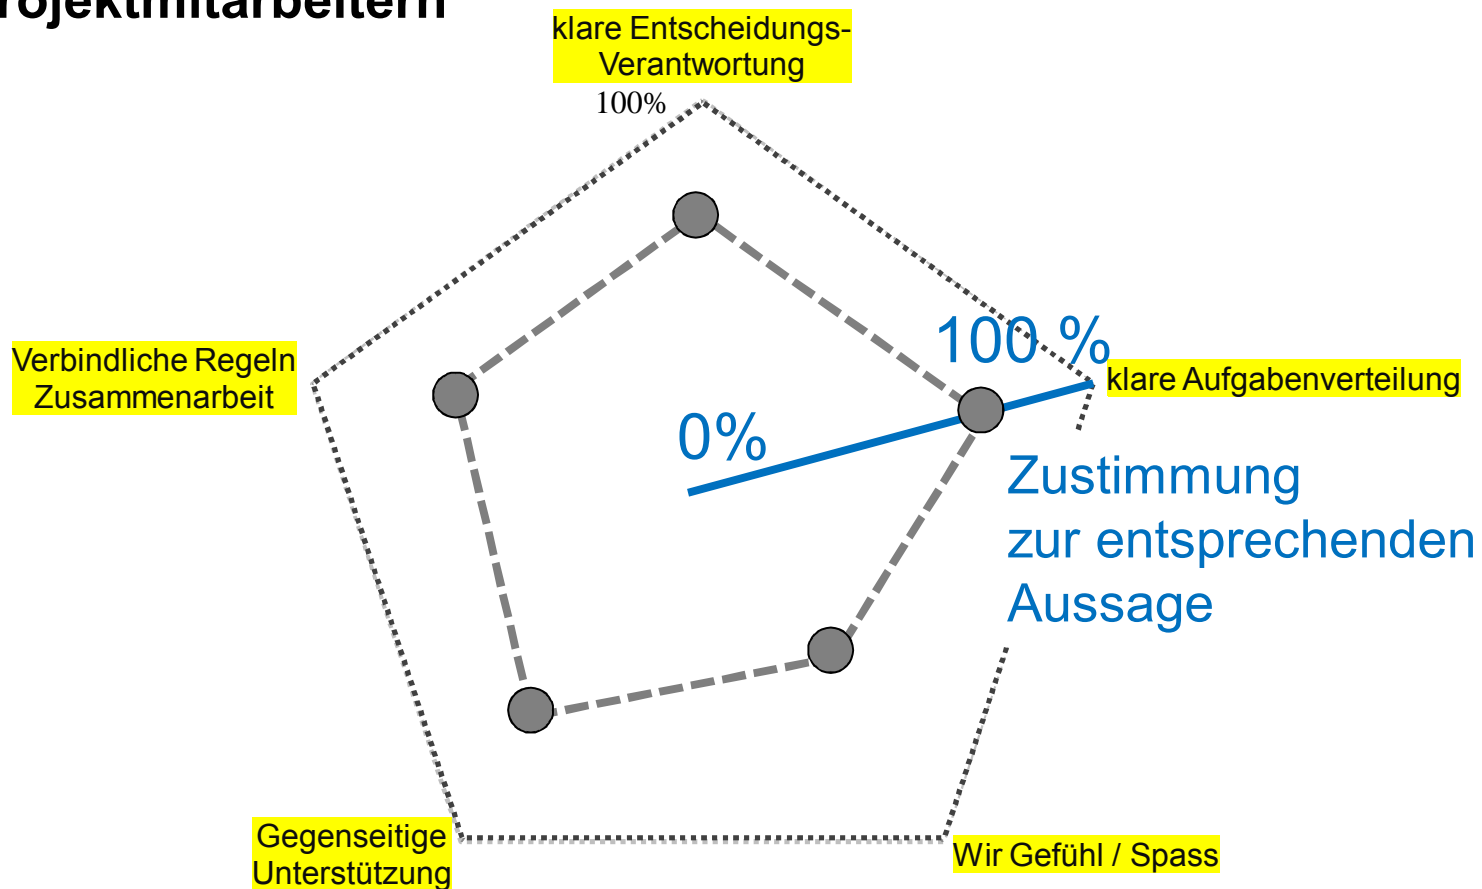 rojektmitarbeitern
klare Entscheidungs-
Verantwortung
100%
100 %
Verbindliche Regeln
Zusammenarbeit
klare Aufgabenverteilung
0%
Zustimmung
zur entsprechenden
Aussage
Gegenseitige
Unterstützung
Wir Gefühl / Spass